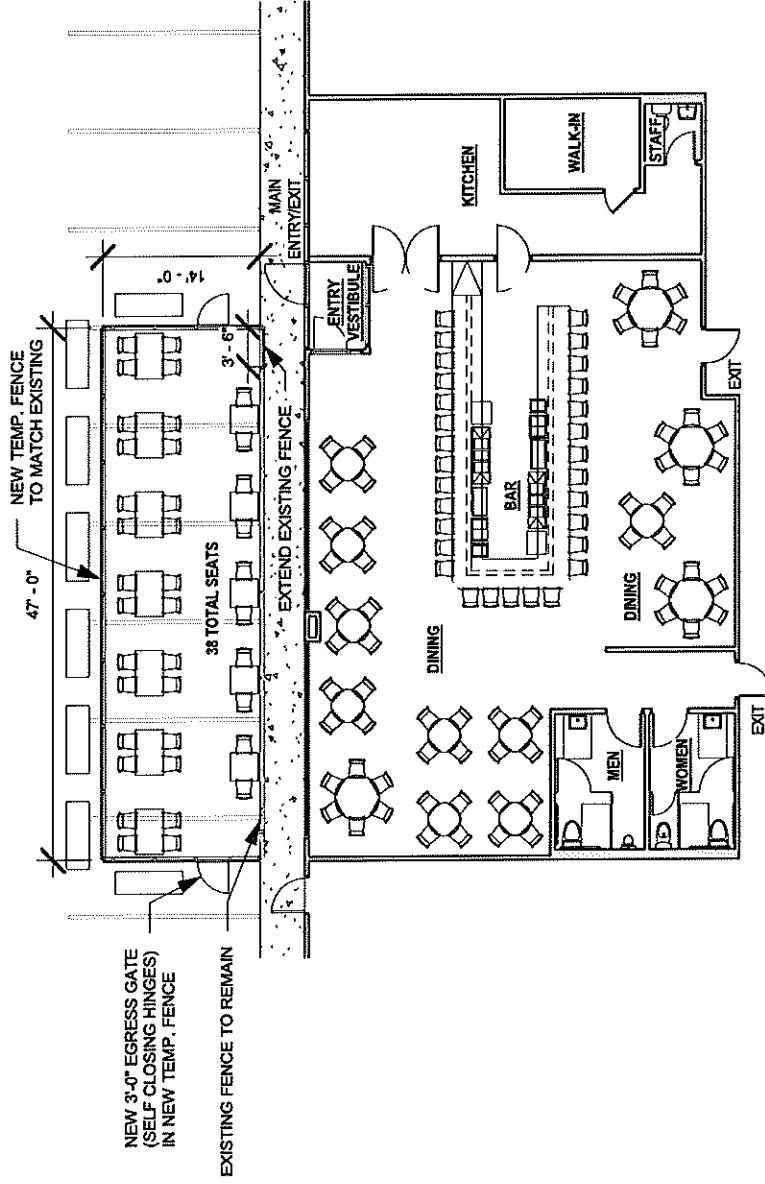 NEW TEMP. FENCE
TO MATCH EXISTING
47' - 0"
14' - 0"
3' - 6"
MAIN
ENTRY/EXIT
NEW 3'-0" EGRESS GATE
(SELF CLOSING HINGES)
IN NEW TEMP. FENCE
EXISTING FENCE TO REMAIN
38 TOTAL SEATS
EXTEND EXISTING FENCE
ENTRY
VESTIBULE
KITCHEN
WALK-IN
STAFF
BAR
DINING
DINING
MEN
WOMEN
EXIT
EXIT